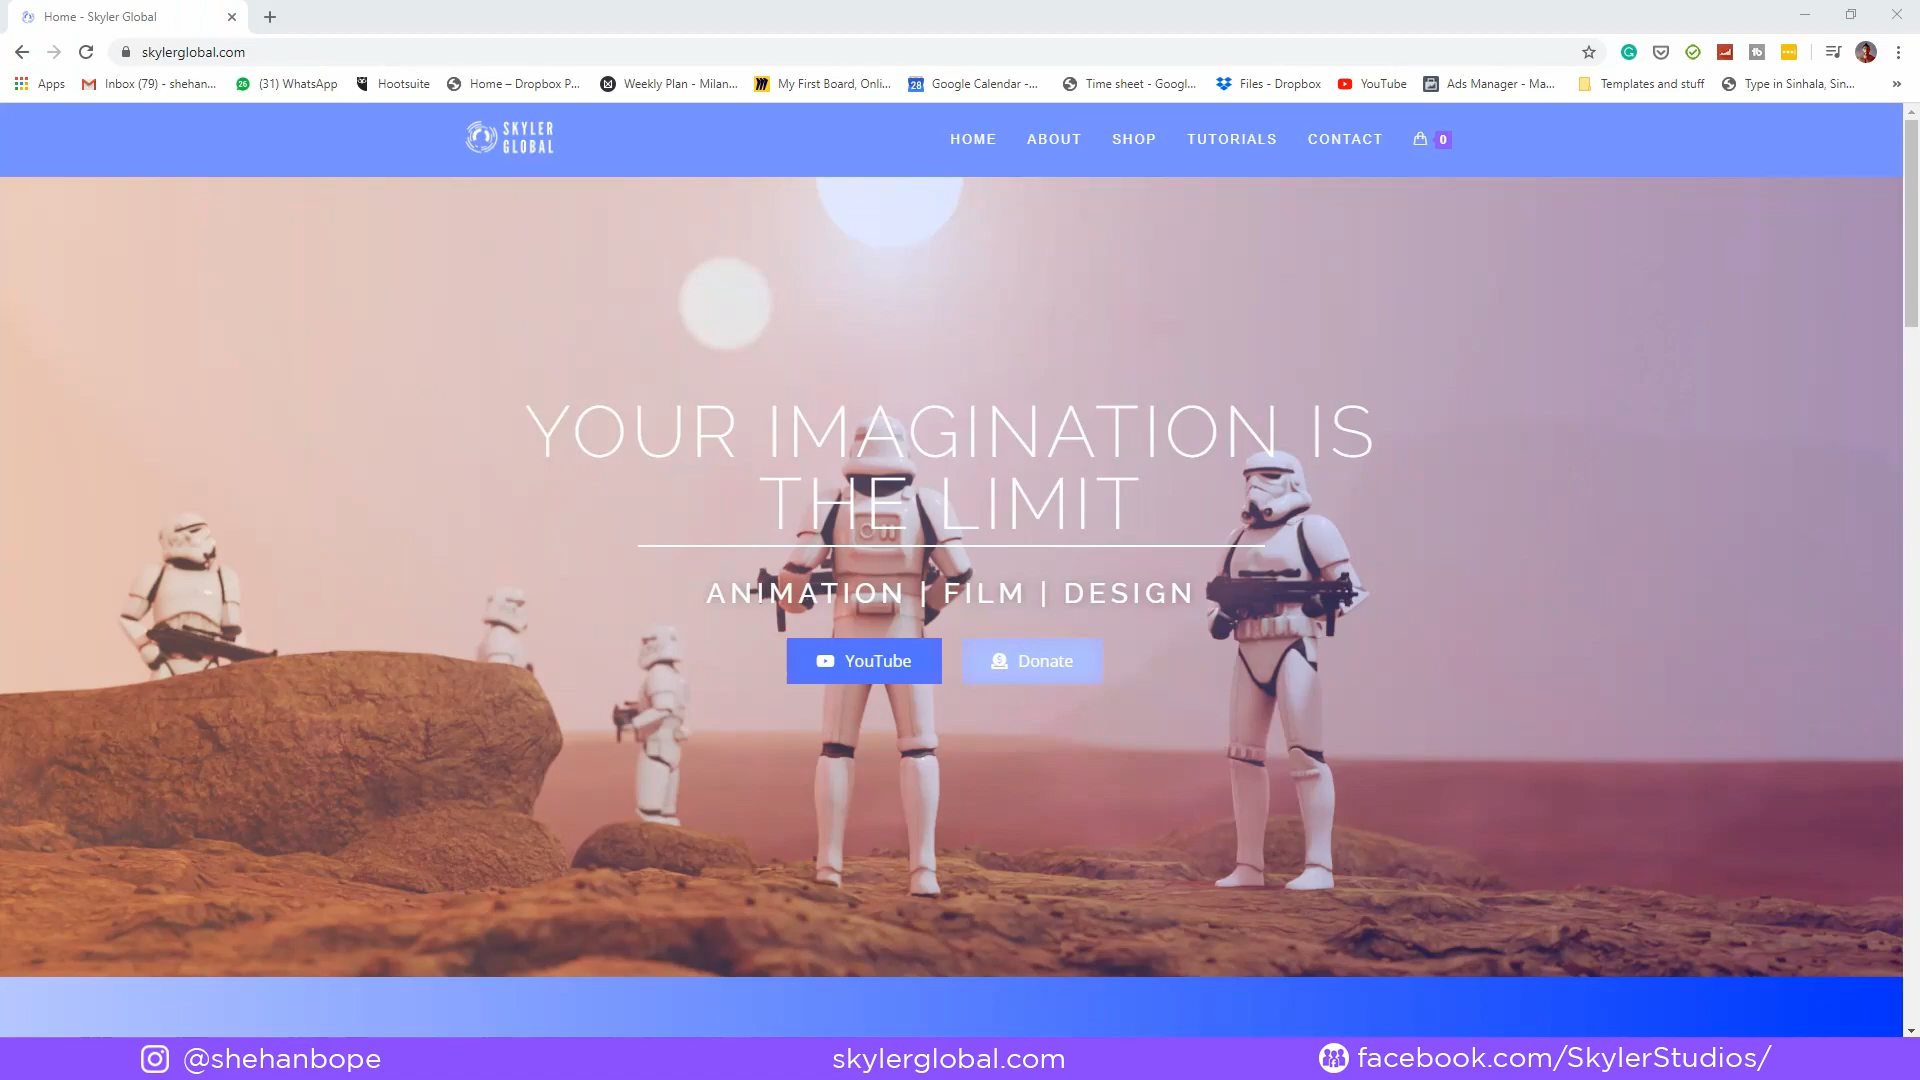 Home - Skyler Global
skylerglobal.com
Apps
Inbox (79) - shehan...
26
(31) WhatsApp
Hootsuite
Home – Dropbox P...
Weekly Plan - Milan...
My First Board, Onli...
28
Google Calendar -...
Time sheet - Googl...
Files - Dropbox
YouTube
Ads Manager - Ma...
Templates and stuff
Type in Sinhala, Sin...
SKYLER
GLOBAL
HOME
ABOUT
SHOP
TUTORIALS
CONTACT
0
YOUR IMAGINATION IS
THE LIMIT
ANIMATION | FILM | DESIGN
YouTube
Donate
@shehanbope
skylerglobal.com
facebook.com/SkylerStudios/